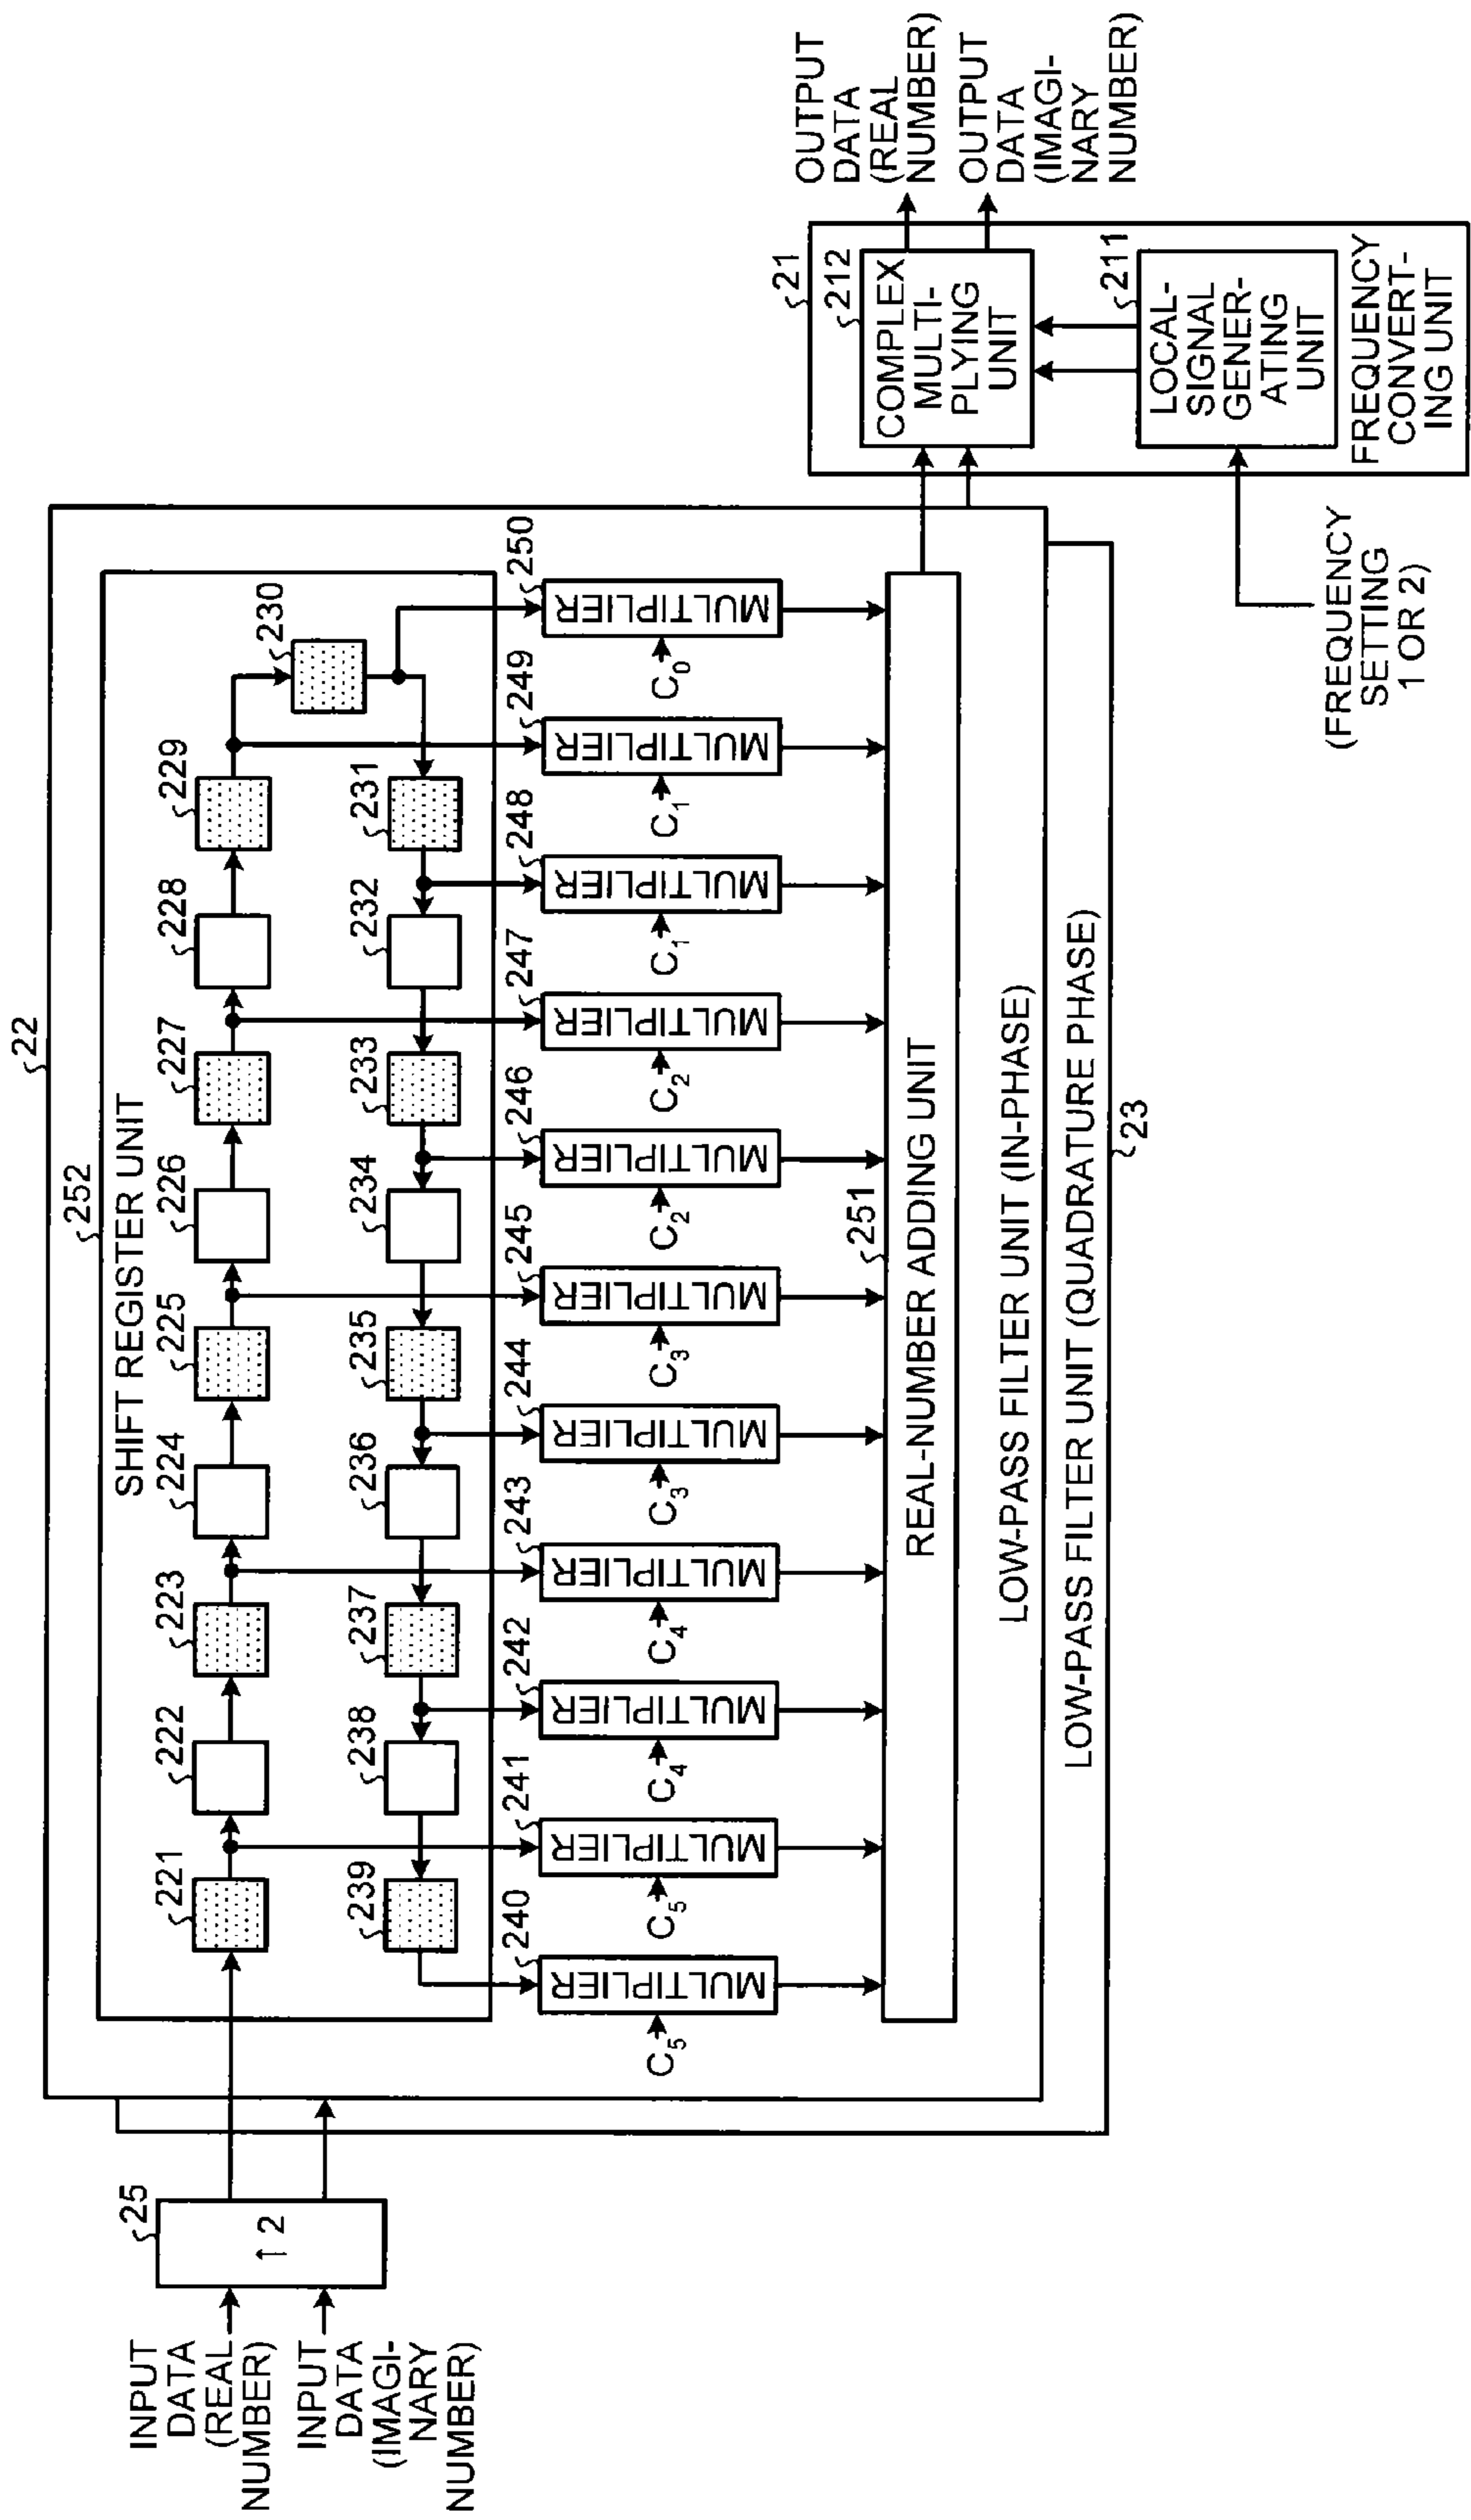 INPUT
DATA
(REAL
NUMBER)
INPUT
DATA
(IMAGI-
NARY
NUMBER)
25
↑ 2
22
252
SHIFT REGISTER UNIT
221
222
223
224
225
226
227
228
229
230
239
238
237
236
235
234
233
232
231
240
241
242
243
244
245
246
247
248
249
250
MULTIPLIER
MULTIPLIER
MULTIPLIER
MULTIPLIER
MULTIPLIER
MULTIPLIER
MULTIPLIER
MULTIPLIER
MULTIPLIER
MULTIPLIER
MULTIPLIER
C5
C5
C4
C4
C3
C3
C2
C2
C1
C1
C0
251
REAL-NUMBER ADDING UNIT
LOW-PASS FILTER UNIT (IN-PHASE)
LOW-PASS FILTER UNIT (QUADRATURE PHASE)
23
21
212
COMPLEX
MULTI-
PLYING
UNIT
211
LOCAL-
SIGNAL
GENER-
ATING
UNIT
FREQUENCY
CONVERT-
ING UNIT
(FREQUENCY
SETTING
1 OR 2)
OUTPUT
DATA
(REAL
NUMBER)
OUTPUT
DATA
(IMAGI-
NARY
NUMBER)